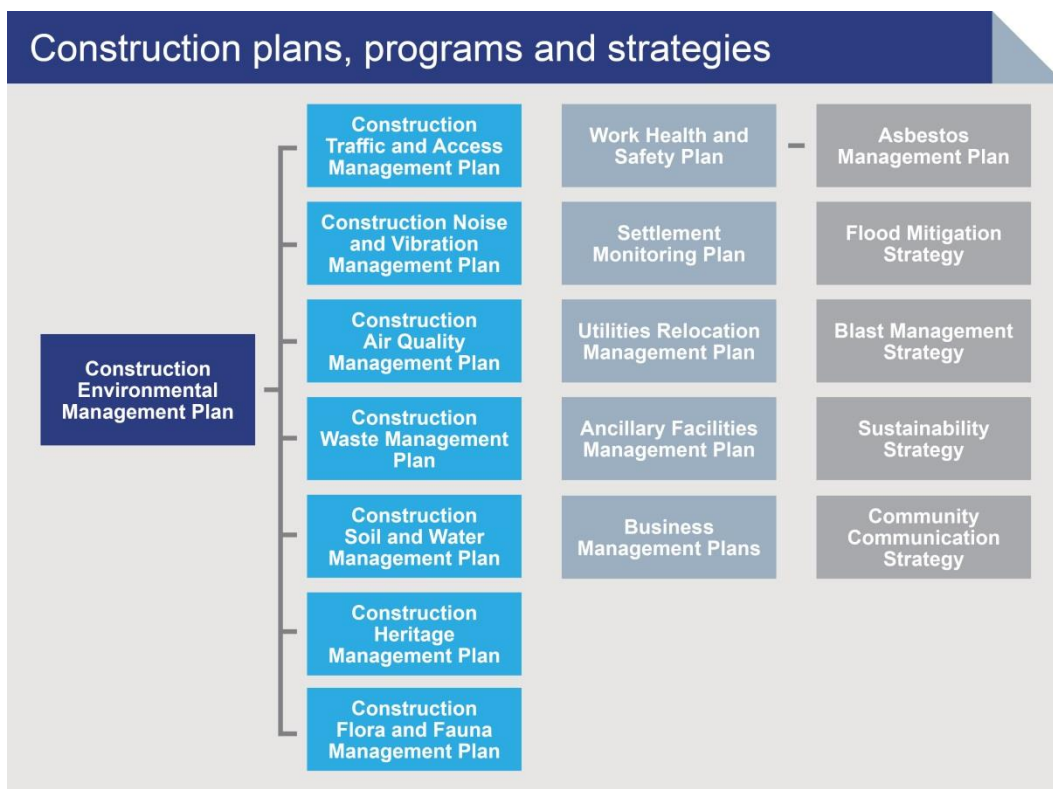 Construction plans, programs and strategies
Construction
Environmental
Management Plan
Construction
Traffic and Access
Management Plan
Construction Noise
and Vibration
Management Plan
Construction
Air Quality
Management Plan
Construction
Waste Management
Plan
Construction
Soil and Water
Management Plan
Construction
Heritage
Management Plan
Construction
Flora and Fauna
Management Plan
Work Health and
Safety Plan
Settlement
Monitoring Plan
Utilities Relocation
Management Plan
Ancillary Facilities
Management Plan
Business
Management Plans
Asbestos
Management Plan
Flood Mitigation
Strategy
Blast Management
Strategy
Sustainability
Strategy
Community
Communication
Strategy